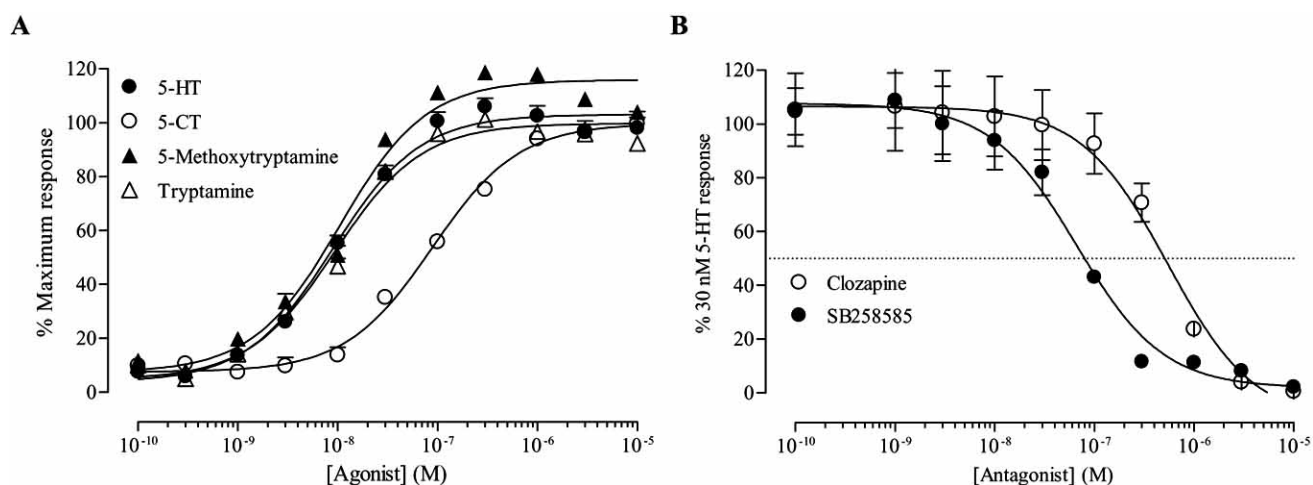 A
B
120
100
80
60
40
20
0
% Maximum response
5-HT
5-CT
5-Methoxytryptamine
Tryptamine
10-10
10-9
10-8
10-7
10-6
10-5
[Agonist] (M)
120
100
80
60
40
20
0
% 30 nM 5-HT response
Clozapine
SB258585
10-10
10-9
10-8
10-7
10-6
10-5
[Antagonist] (M)